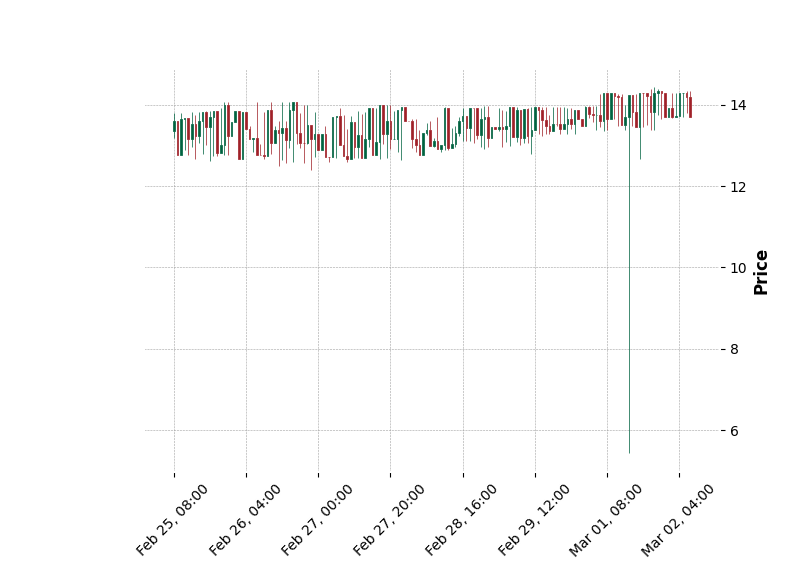 14
12
10
8
6
Price
Feb 25, 08:00
Feb 26, 04:00
Feb 27, 00:00
Feb 27, 20:00
Feb 28, 16:00
Feb 29, 12:00
Mar 01, 08:00
Mar 02, 04:00